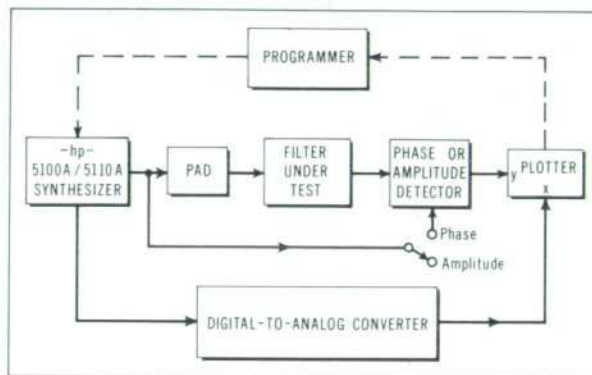 PROGRAMMER
-hp-
5100A/5110A
SYNTHESIZER
PAD
FILTER
UNDER
TEST
PHASE OR
AMPLITUDE
DETECTOR
y PLOTTER
x
Phase
Amplitude
DIGITAL-TO-ANALOG CONVERTER